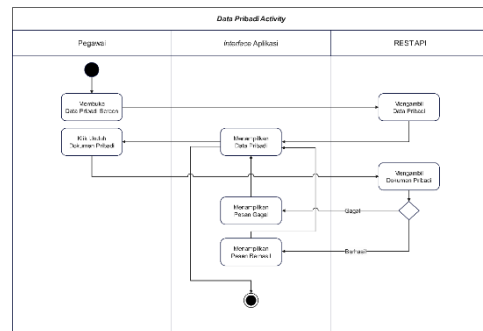 Data Pribadi Activity
Pegawai
Interface Aplikasi
REST API
Membuka
Data Pribadi Screen
Mengambil
Data Pribadi
Klik Unduh
Dokumen Pribadi
Menampilkan
Data Pribadi
Mengambil
Dokumen Pribadi
Menampilkan
Pesan Gagal
Gagal
Menampilkan
Pesan Berhasil
Berhasil